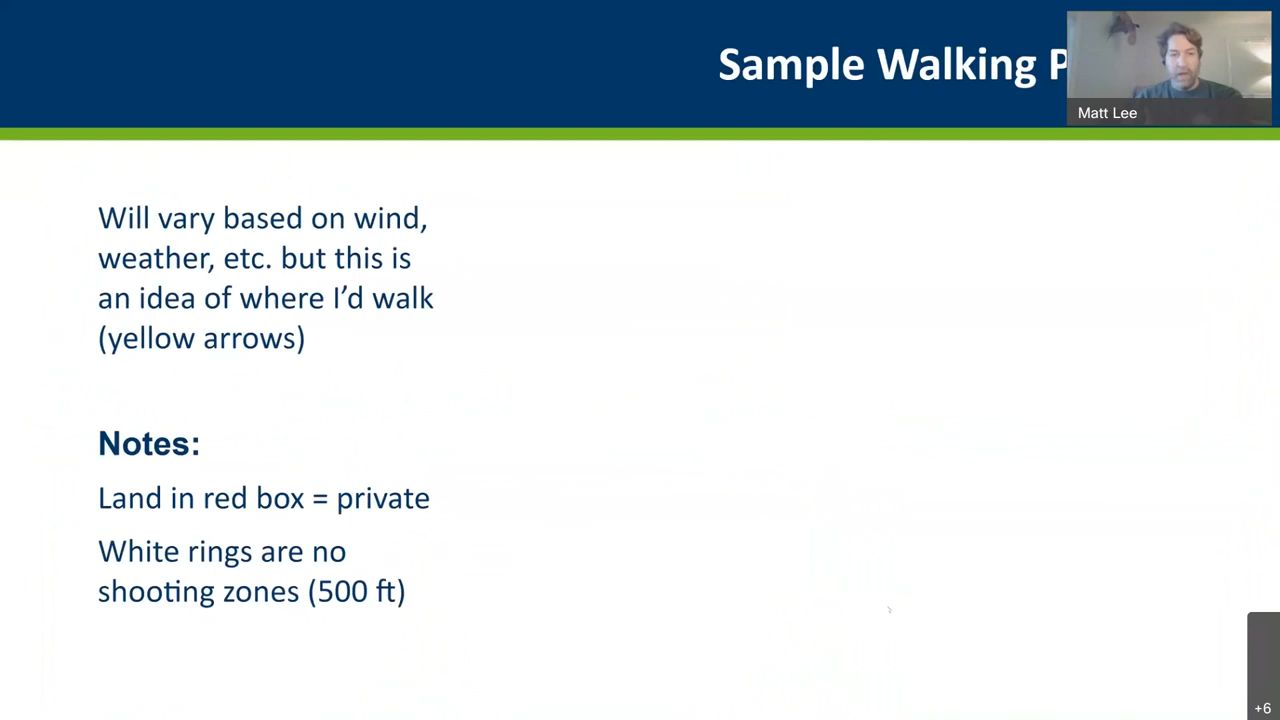 Sample Walking P
Matt Lee
Will vary based on wind,
weather, etc. but this is
an idea of where I’d walk
(yellow arrows)
Notes:
Land in red box = private
White rings are no
shooting zones (500 ft)
+6